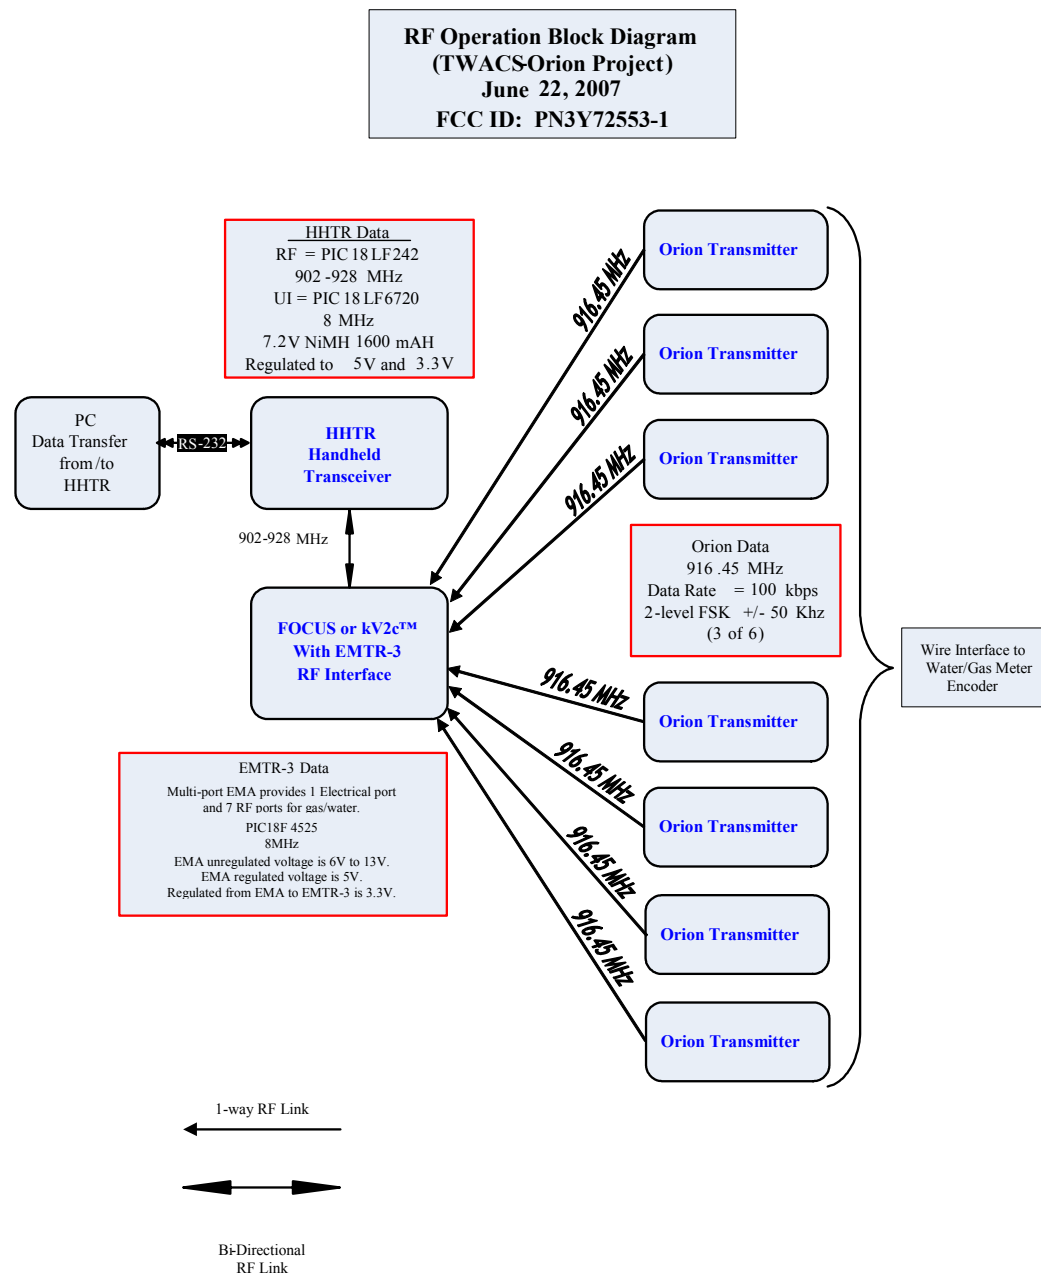 RF Operation Block Diagram
(TWACS-Orion Project)
June 22, 2007
FCC ID: PN3Y72553-1
HHTR Data
RF = PIC18LF242
902-928 MHz
UI = PIC18LF6720
8 MHz
7.2V NiMH 1600 mAH
Regulated to 5V and 3.3V
Orion Transmitter
916.45 MHz
Orion Transmitter
916.45 MHz
Orion Transmitter
916.45 MHz
PC
Data Transfer
from/to
HHTR
RS-232
HHTR
Handheld
Transceiver
902-928 MHz
Orion Data
916.45 MHz
Data Rate = 100 kbps
2-level FSK +/- 50 Khz
(3 of 6)
FOCUS or kV2c™
With EMTR-3
RF Interface
Wire Interface to
Water/Gas Meter
Encoder
916.45 MHz
Orion Transmitter
916.45 MHz
Orion Transmitter
916.45 MHz
Orion Transmitter
916.45 MHz
Orion Transmitter
EMTR-3 Data
Multi-port EMA provides 1 Electrical port
and 7 RF ports for gas/water.
PIC18F4525
8MHz
EMA unregulated voltage is 6V to 13V.
EMA regulated voltage is 5V.
Regulated from EMA to EMTR-3 is 3.3V.
1-way RF Link
Bi-Directional
RF Link